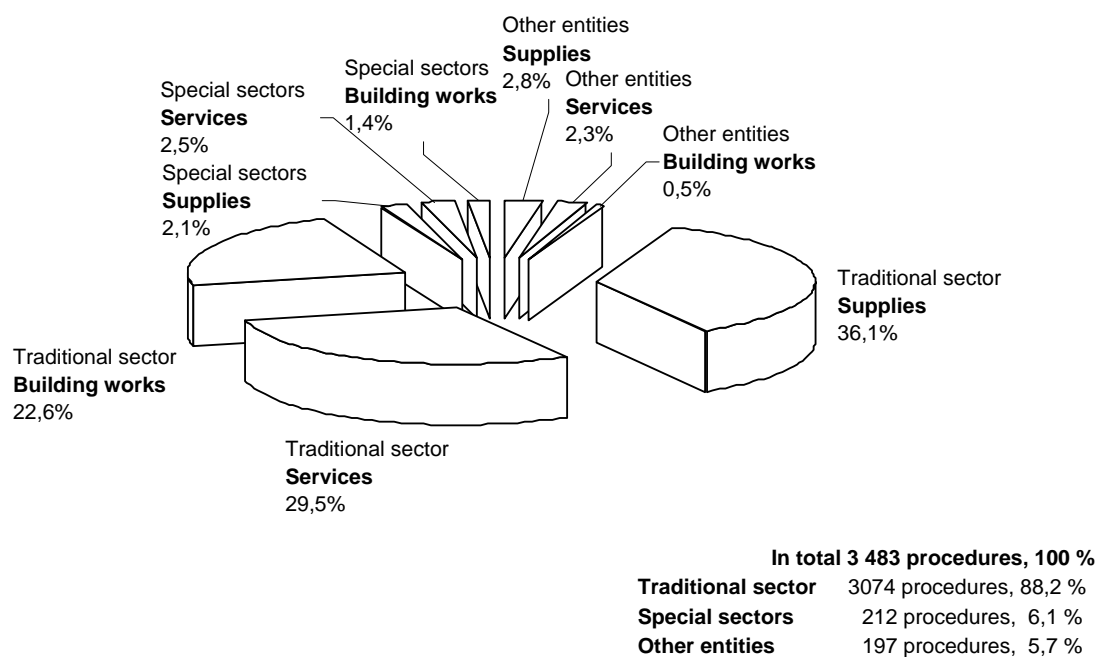 Other entities
Supplies
2,8%
Special sectors
Building works
1,4%
Other entities
Services
2,3%
Special sectors
Services
2,5%
Other entities
Building works
0,5%
Special sectors
Supplies
2,1%
Traditional sector
Supplies
36,1%
Traditional sector
Building works
22,6%
Traditional sector
Services
29,5%
In total 3 483 procedures, 100 %
Traditional sector 3074 procedures, 88,2 %
Special sectors 212 procedures, 6,1 %
Other entities 197 procedures, 5,7 %